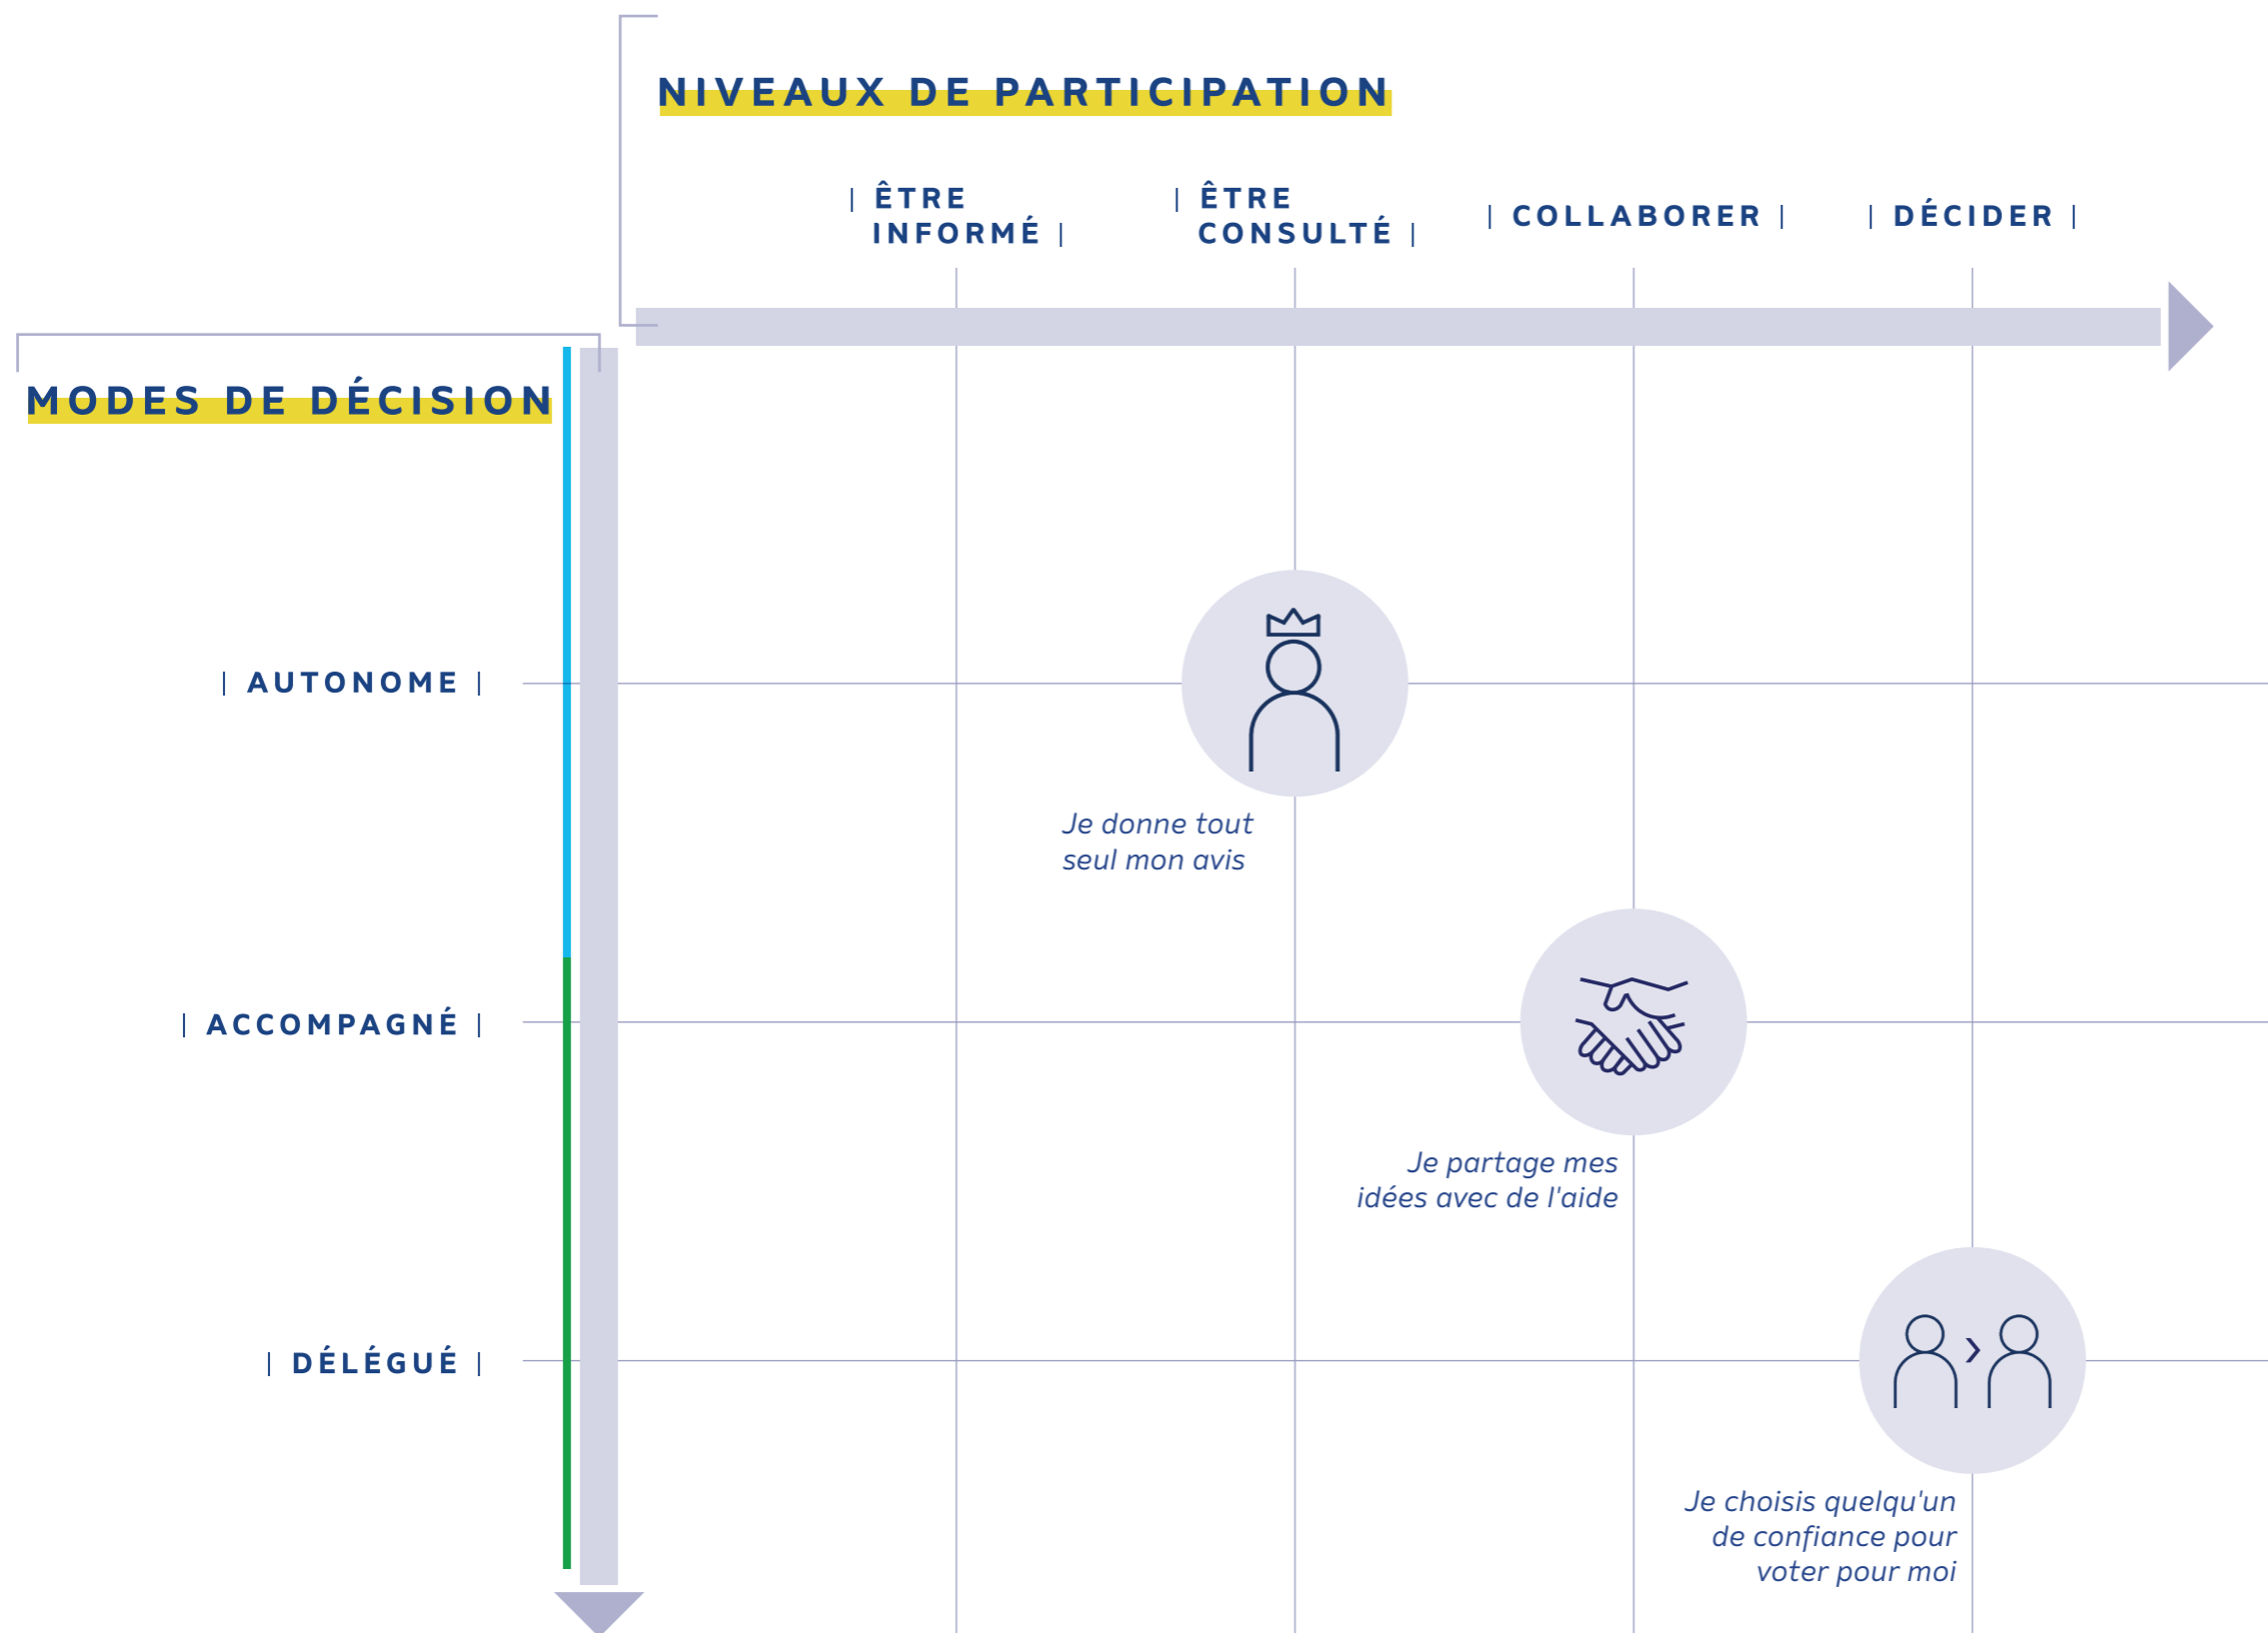 NIVEAUX DE PARTICIPATION
| ÊTRE
INFORMÉ |
| ÊTRE
CONSULTÉ |
| COLLABORER |
| DÉCIDER |
MODES DE DÉCISION
| AUTONOME |
Je donne tout
seul mon avis
| ACCOMPAGNÉ |
Je partage mes
idées avec de l'aide
| DÉLÉGUÉ |
Je choisis quelqu'un
de confiance pour
voter pour moi